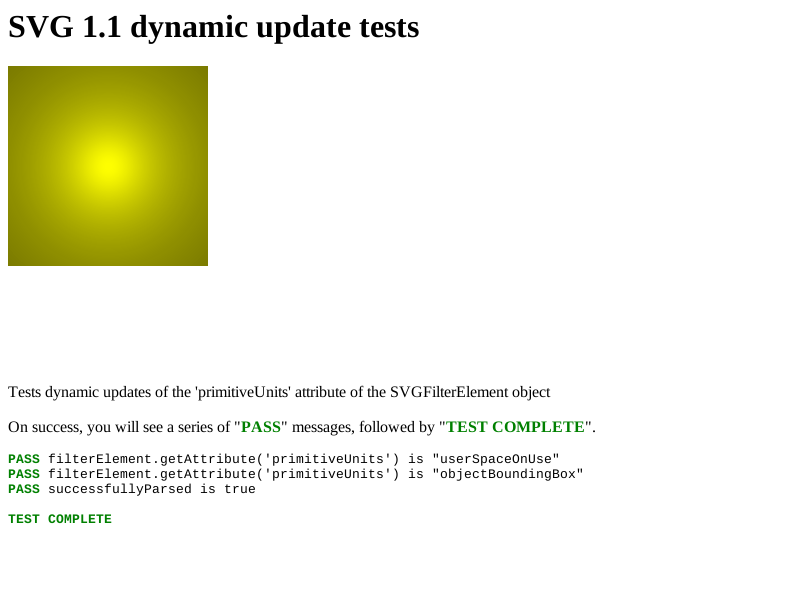 SVG 1.1 dynamic update tests
Tests dynamic updates of the 'primitiveUnits' attribute of the SVGFilterElement object
On success, you will see a series of "PASS" messages, followed by "TEST COMPLETE".
PASS filterElement.getAttribute('primitiveUnits') is "userSpaceOnUse"
PASS filterElement.getAttribute('primitiveUnits') is "objectBoundingBox"
PASS successfullyParsed is true
TEST COMPLETE